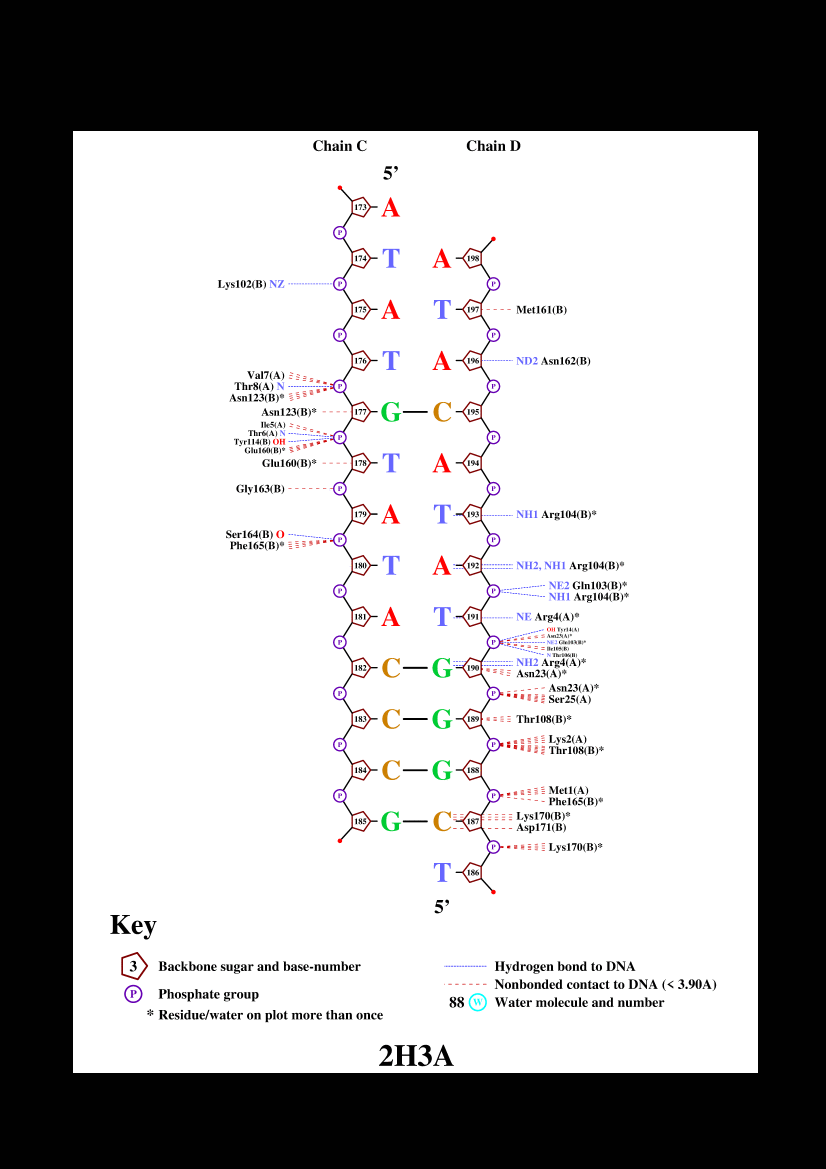 Chain C Chain D
5’
173 A
P
174 T A 198
Lys102(B) NZ P P
175 A T 197 Met161(B)
P P
176 T A 196 ND2 Asn162(B)
Val7(A)
Thr8(A) N P P
Asn123(B)*
Asn123(B)* 177 G C 195
Ile5(A)
Thr6(A) N P P
Tyr114(B) OH
Glu160(B)*
Glu160(B)* 178 T A 194
Gly163(B) P P
179 A T 193 NH1 Arg104(B)*
Ser164(B) O P P
Phe165(B)*
180 T A 192 NH2, NH1 Arg104(B)*
P P NE2 Gln103(B)*
NH1 Arg104(B)*
181 A T 191 NE Arg4(A)*
OH Tyr14(A)
Asn23(A)*
P P NE2 Gln103(B)*
Ile105(B)
N Thr106(B)
182 C G 190 NH2 Arg4(A)*
Asn23(A)*
P P Asn23(A)*
Ser25(A)
183 C G 189 Thr108(B)*
P P Lys2(A)
Thr108(B)*
184 C G 188
P P Met1(A)
Phe165(B)*
185 G C 187 Lys170(B)*
Asp171(B)
P Lys170(B)*
T 186
5’
Key
3 Backbone sugar and base-number
P Phosphate group
* Residue/water on plot more than once
Hydrogen bond to DNA
Nonbonded contact to DNA (< 3.90A)
88 W Water molecule and number
2H3A